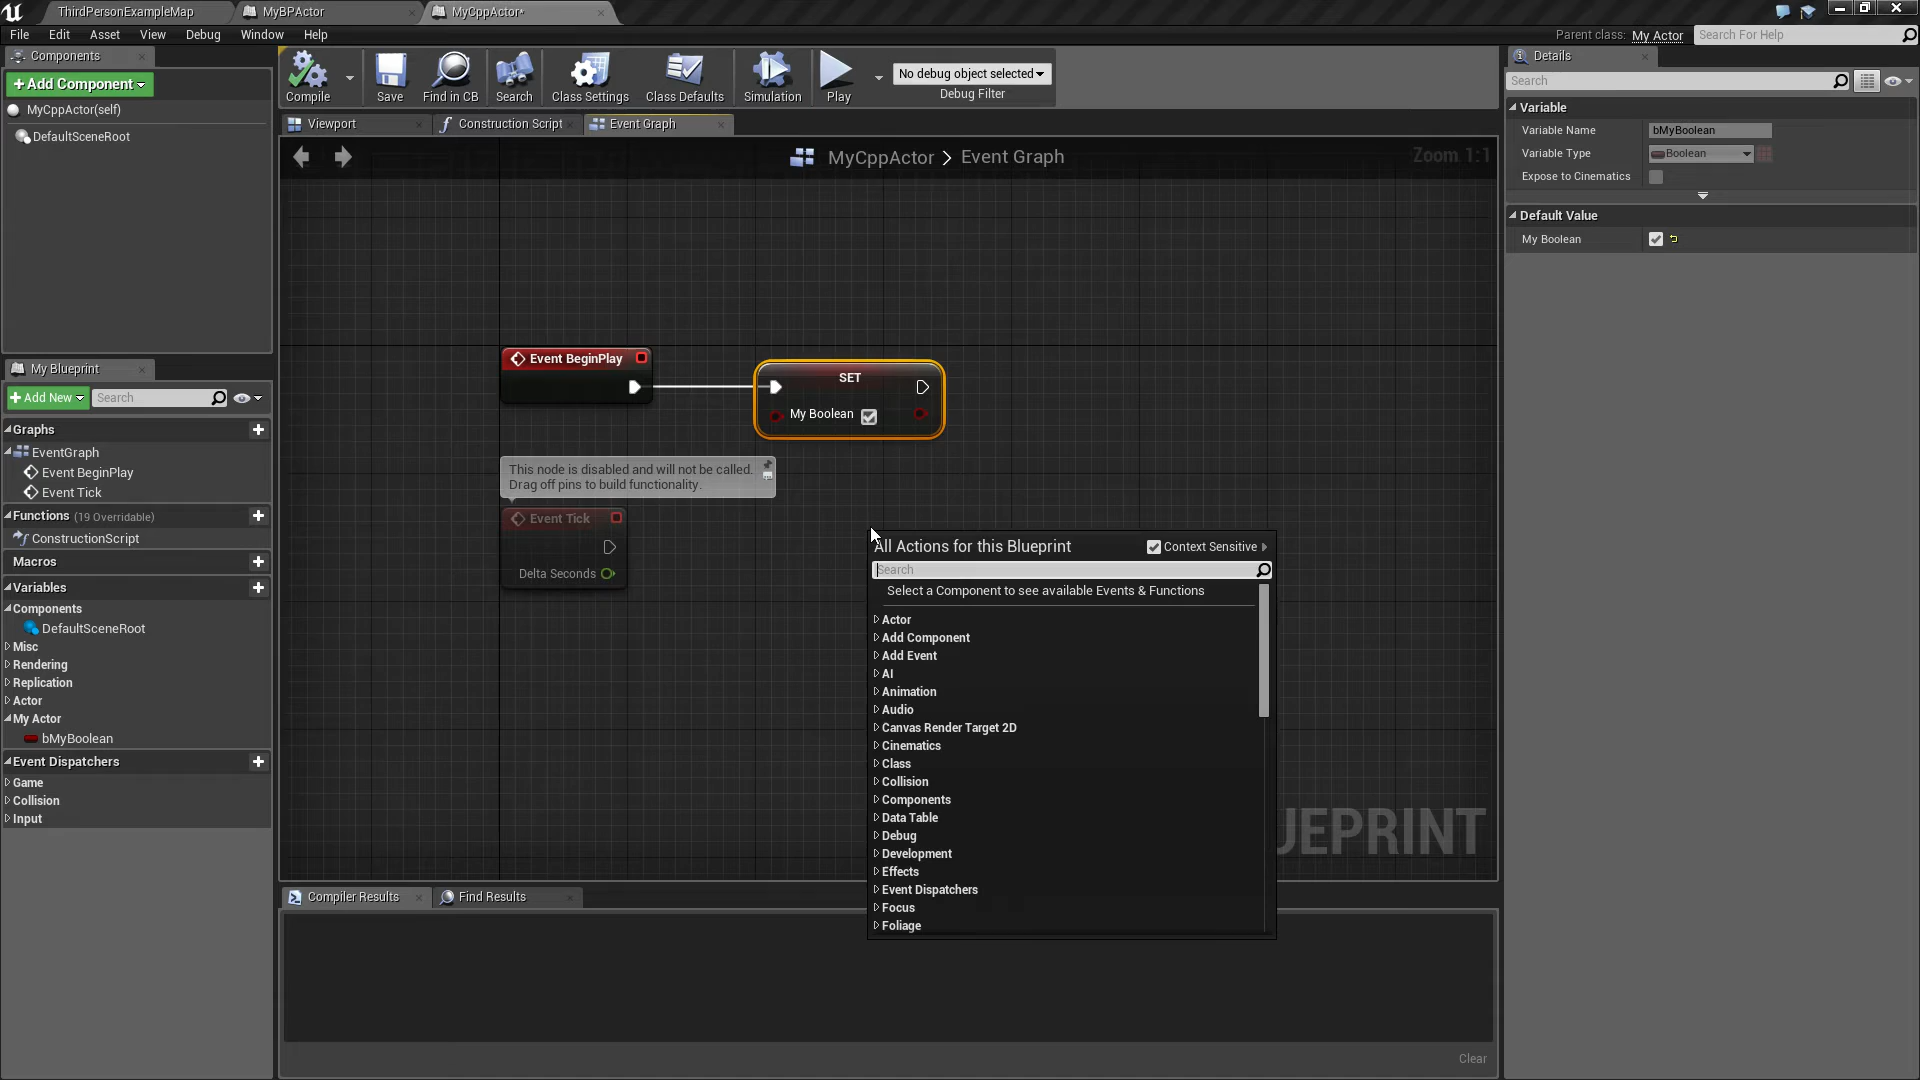 ThirdPersonExampleMap
MyBPActor
MyCppActor*
File Edit Asset View Debug Window Help
Parent class: My Actor
Search For Help
Components
+Add Component
MyCppActor(self)
DefaultSceneRoot
Compile
Save
Find in CB
Search
Class Settings
Class Defaults
Simulation
Play
No debug object selected
Debug Filter
Viewport
Construction Script
Event Graph
MyCppActor > Event Graph
Zoom 1:1
Event BeginPlay
SET
My Boolean
This node is disabled and will not be called.
Drag off pins to build functionality.
Event Tick
Delta Seconds
All Actions for this Blueprint
Context Sensitive
Search
Select a Component to see available Events & Functions
Actor
Add Component
Add Event
AI
Animation
Audio
Canvas Render Target 2D
Cinematics
Class
Collision
Components
Data Table
Debug
Development
Effects
Event Dispatchers
Focus
Foliage
UEPRINT
My Blueprint
+Add New
Search
Graphs
EventGraph
Event BeginPlay
Event Tick
Functions (19 Overridable)
ConstructionScript
Macros
Variables
Components
DefaultSceneRoot
Misc
Rendering
Replication
Actor
My Actor
bMyBoolean
Event Dispatchers
Game
Collision
Input
Compiler Results
Find Results
Clear
Details
Search
Variable
Variable Name
bMyBoolean
Variable Type
Boolean
Expose to Cinematics
Default Value
My Boolean